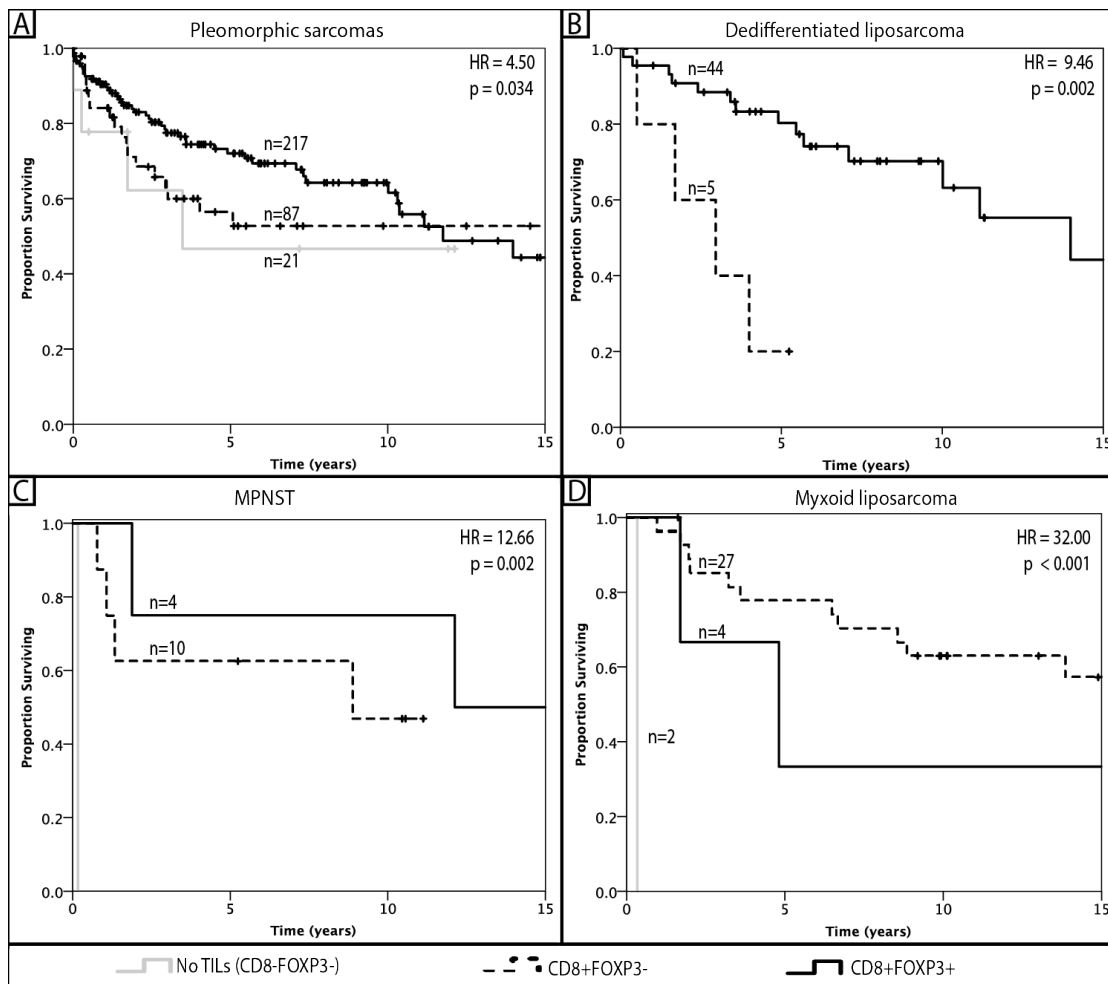 A
Pleomorphic sarcomas
HR = 4.50
p = 0.034
n=217
n=87
n=21
Proportion Surviving
1.0
0.8
0.6
0.4
0.2
0.0
5
10
15
Time (years)
B
Dedifferentiated liposarcoma
HR = 9.46
p = 0.002
n=44
n=5
Proportion Surviving
1.0
0.8
0.6
0.4
0.2
0.0
0
5
10
15
Time (years)
C
MPNST
HR = 12.66
p = 0.002
n=4
n=10
Proportion Surviving
1.0
0.8
0.6
0.4
0.2
0.0
0
5
10
15
Time (years)
D
Myxoid liposarcoma
HR = 32.00
p < 0.001
n=27
n=4
n=2
Proportion Surviving
1.0
0.8
0.6
0.4
0.2
0.0
0
5
10
15
Time (years)
No TILs (CD8-FOXP3-)
CD8+FOXP3-
CD8+FOXP3+